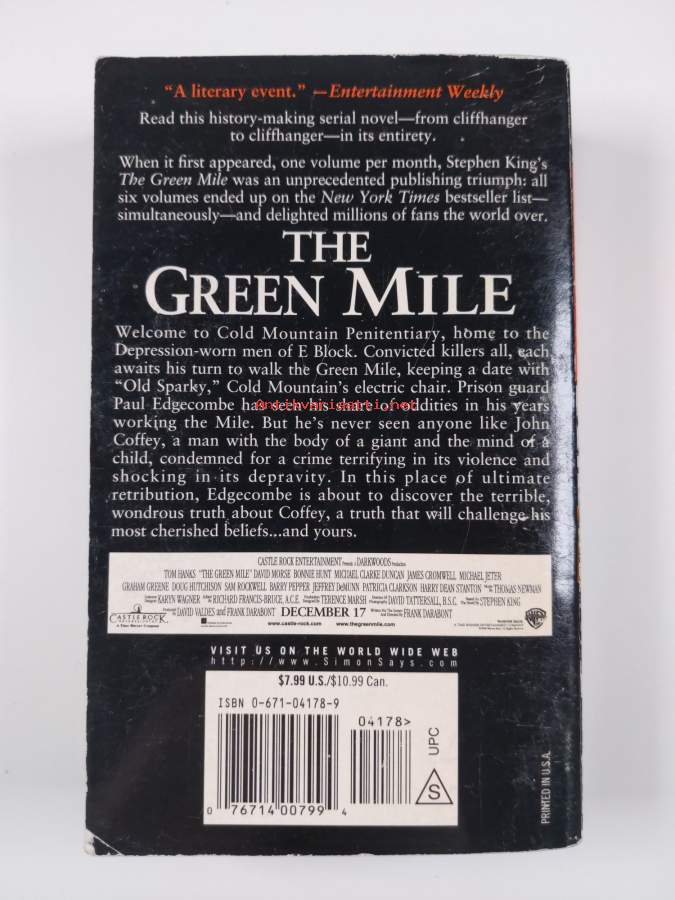 “A literary event.” —Entertainment Weekly
Read this history-making serial novel—from cliffhanger
to cliffhanger—in its entirety.
When it first appeared, one volume per month, Stephen King's
The Green Mile was an unprecedented publishing triumph: all
six volumes ended up on the New York Times bestseller list—
simultaneously—and delighted millions of fans the world over.
THE
GREEN MILE
Welcome to Cold Mountain Penitentiary, home to the
Depression-worn men of E Block. Convicted killers all, each
awaits his turn to walk the Green Mile, keeping a date with
“Old Sparky,” Cold Mountain's electric chair. Prison guard
Paul Edgecombe has seen his share of oddities in his years
Antikvariaatti.net
working the Mile. But he's never seen anyone like John
Coffey, a man with the body of a giant and the mind of a
child, condemned for a crime terrifying in its violence and
shocking in its depravity. In this place of ultimate
retribution, Edgecombe is about to discover the terrible,
wondrous truth about Coffey, a truth that will challenge his
most cherished beliefs...and yours.
CASTLE ROCK ENTERTAINMENT Presents A DARKWOODS Production
TOM HANKS "THE GREEN MILE" DAVID MORSE BONNIE HUNT MICHAEL CLARKE DUNCAN JAMES CROMWELL MICHAEL JETER
GRAHAM GREENE DOUG HUTCHISON SAM ROCKWELL BARRY PEPPER JEFFREY DeMUNN PATRICIA CLARKSON HARRY DEAN STANTON THOMAS NEWMAN
KARYN WAGNER RICHARD FRANCIS-BRUCE, A.C.E. TERENCE MARSH DAVID TATTERSALL, B.S.C. STEPHEN KING
DAVID VALDES and FRANK DARABONT DECEMBER 17 FRANK DARABONT
CASTLE ROCK
ENTERTAINMENT
www.castle-rock.com www.thegreenmile.com
VISIT US ON THE WORLD WIDE WEB
http://www.SimonSays.com
$7.99 U.S./$10.99 Can.
ISBN 0-671-04178-9
04178>
UPC
S
0 76714 00799 4
PRINTED IN U.S.A.